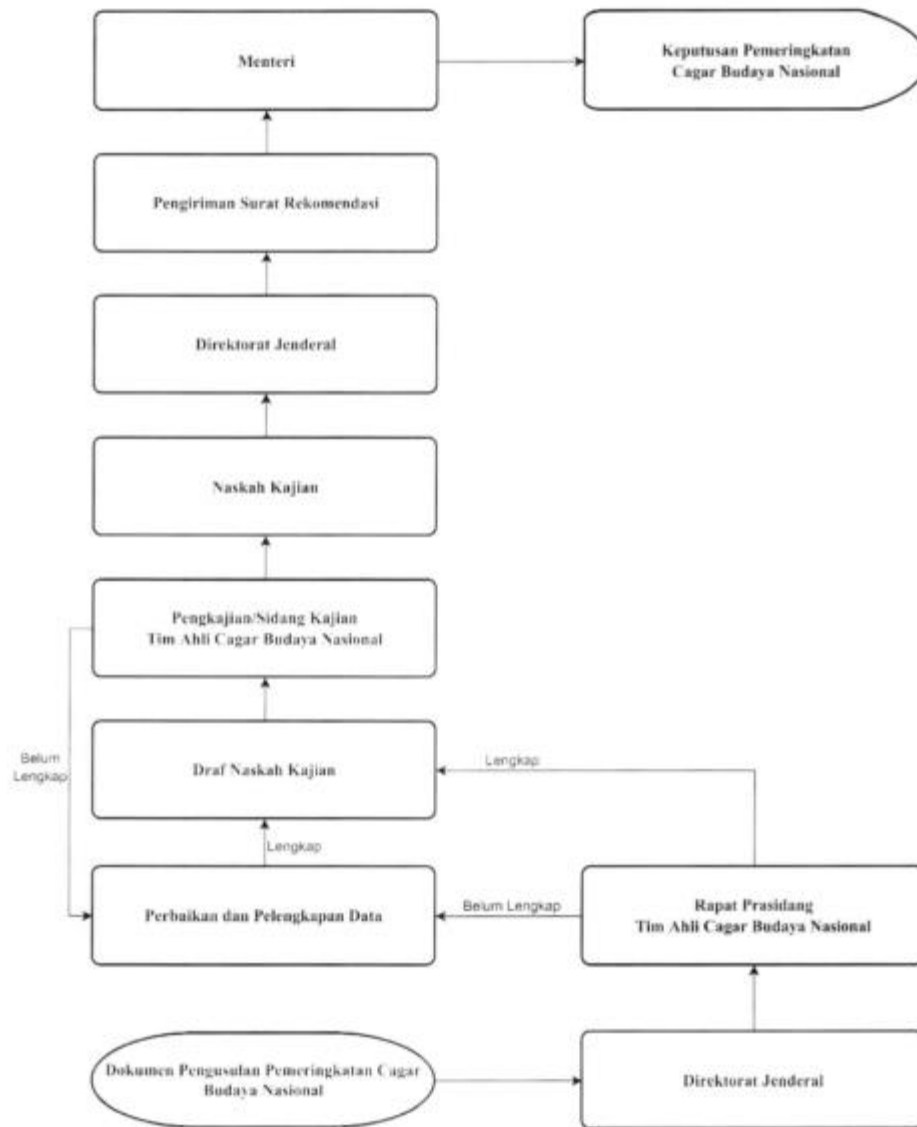 Menteri
Keputusan Pemeringkatan
Cagar Budaya Nasional
Pengiriman Surat Rekomendasi
Direktorat Jenderal
Naskah Kajian
Pengkajian/Sidang Kajian
Tim Ahli Cagar Budaya Nasional
Belum
Lengkap
Draf Naskah Kajian
Lengkap
Lengkap
Perbaikan dan Pelengkapan Data
Belum Lengkap
Rapat Prasidang
Tim Ahli Cagar Budaya Nasional
Dokumen Pengusulan Pemeringkatan Cagar
Budaya Nasional
Direktorat Jenderal